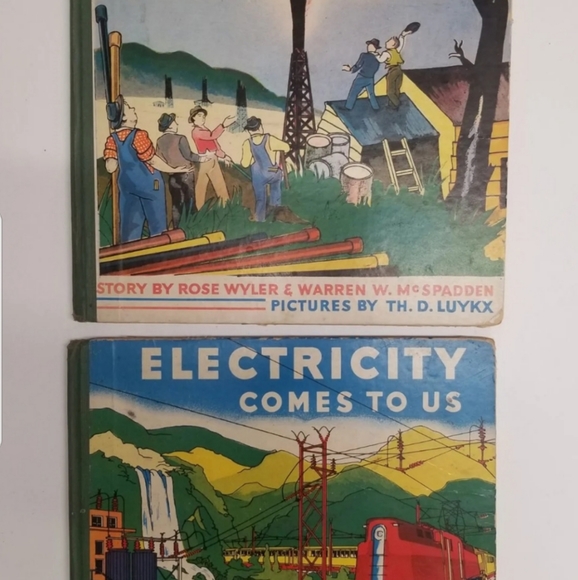 STORY BY ROSE WYLER & WARREN W. McSPADDEN
PICTURES BY TH. D. LUYKX
ELECTRICITY
COMES TO US